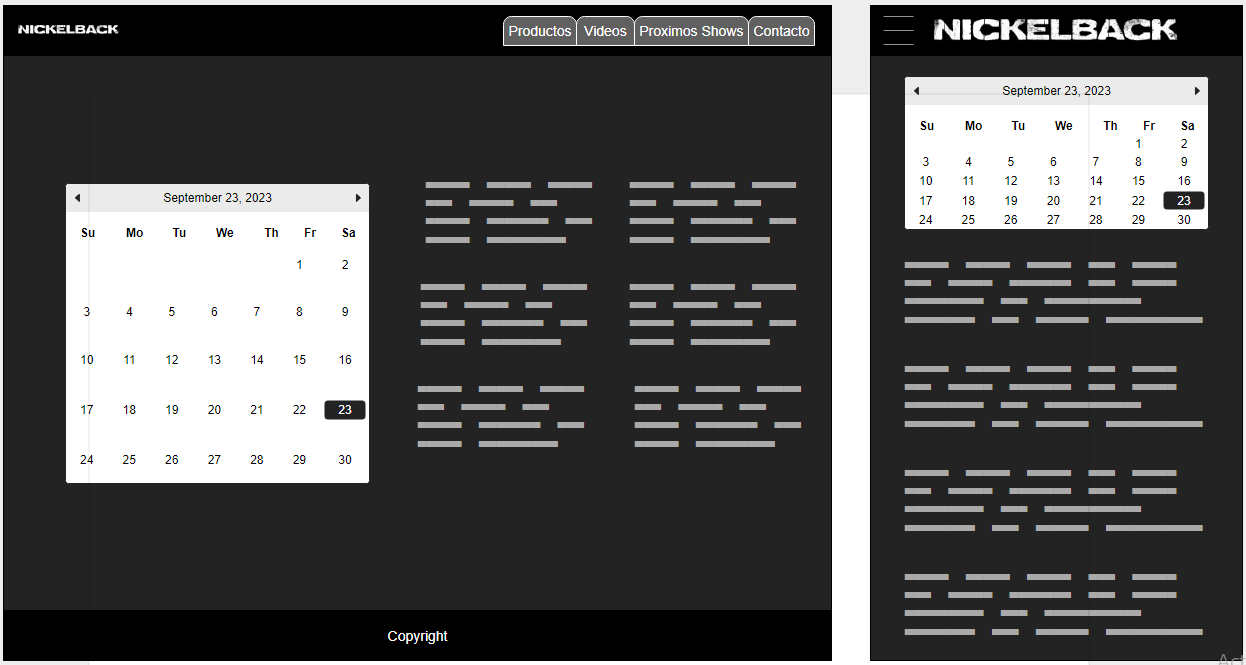 NICKELBACK
Productos Videos Proximos Shows Contacto
September 23, 2023
Su Mo Tu We Th Fr Sa
1 2
3 4 5 6 7 8 9
10 11 12 13 14 15 16
17 18 19 20 21 22 23
24 25 26 27 28 29 30
Copyright
NICKELBACK
September 23, 2023
Su Mo Tu We Th Fr Sa
1 2
3 4 5 6 7 8 9
10 11 12 13 14 15 16
17 18 19 20 21 22 23
24 25 26 27 28 29 30